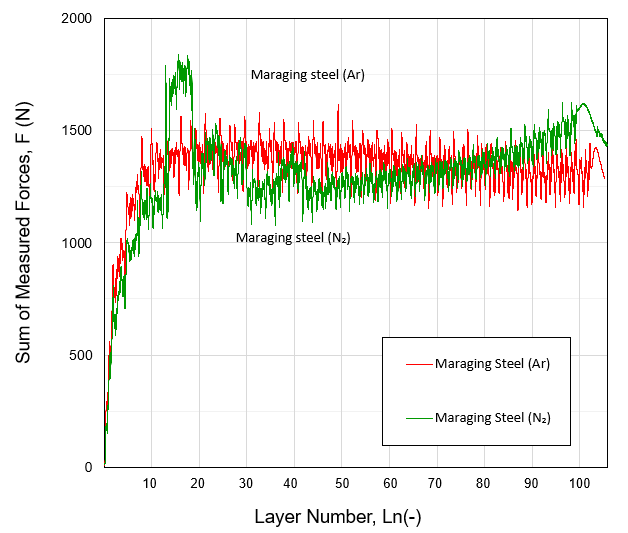 2000
1500
1000
500
0
Sum of Measured Forces, F (N)
Maraging steel (Ar)
Maraging steel (N₂)
Maraging Steel (Ar)
Maraging Steel (N₂)
10 20 30 40 50 60 70 80 90 100
Layer Number, Ln(-)